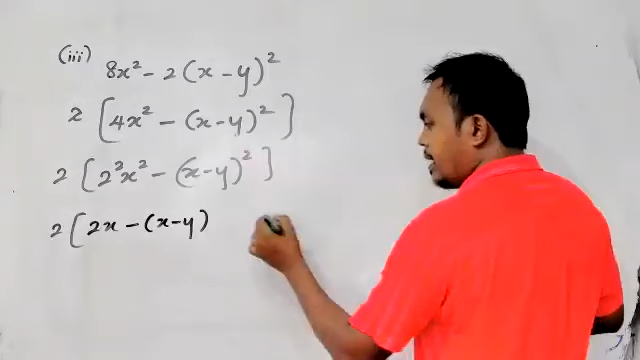 (iii) 8x² - 2(x-y)²
2 [4x² - (x-y)²]
2 [2²x² - (x-y)²]
2 [2x - (x-y)